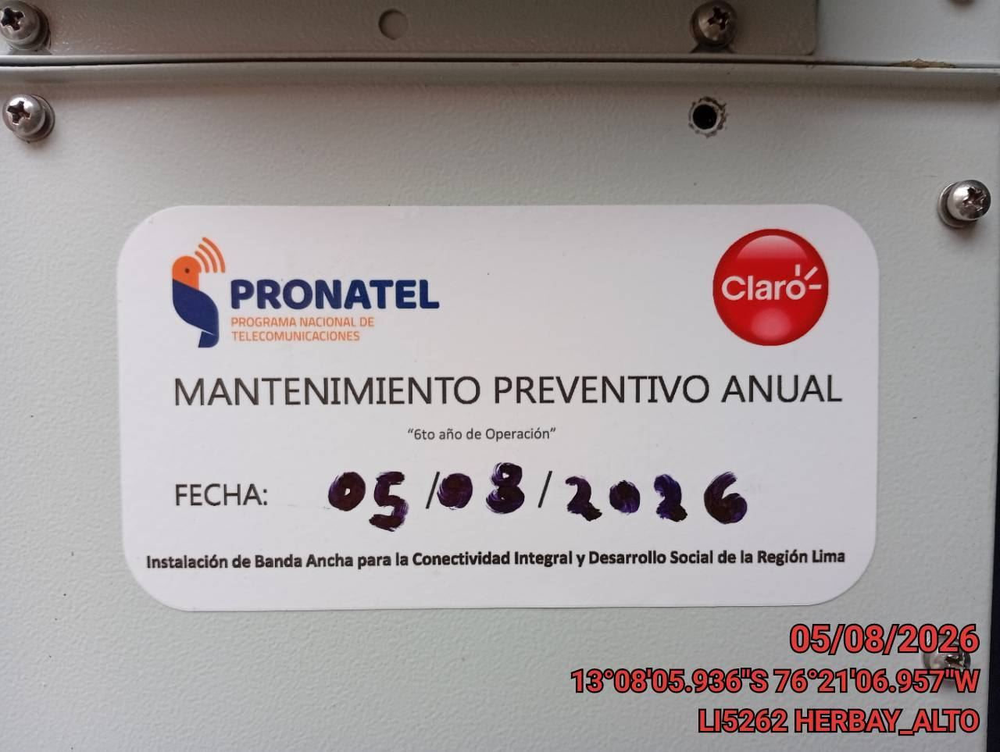 PRONATEL
PROGRAMA NACIONAL DE
TELECOMUNICACIONES
Claro
MANTENIMIENTO PREVENTIVO ANUAL
“6to año de Operación”
FECHA: 05/08/2026
Instalación de Banda Ancha para la Conectividad Integral y Desarrollo Social de la Región Lima
05/08/2026
13°08'05.936"S 76°21'06.957"W
LI5262 HERBAY_ALTO